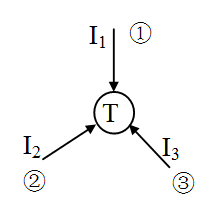 I₁ ①
T
I₂ I₃
② ③